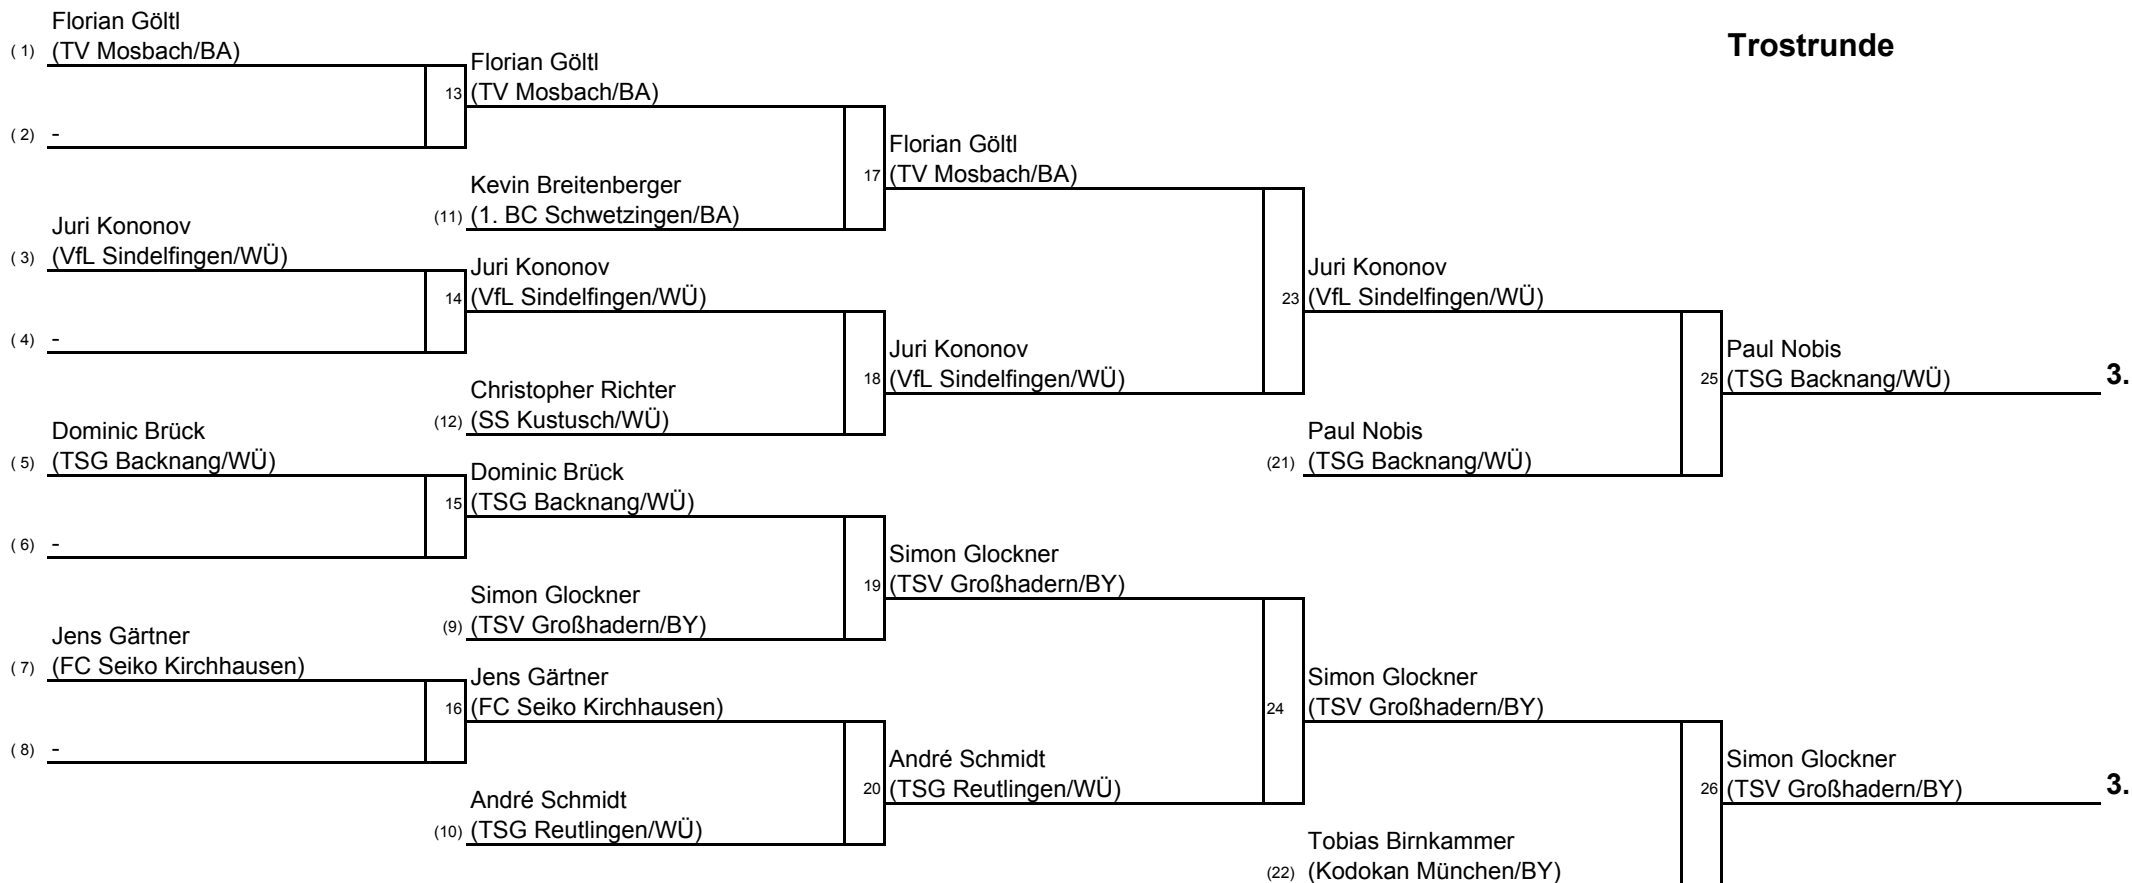 Trostrunde
Florian Göltl
( 1) (TV Mosbach/BA)
( 2) -
Juri Kononov
( 3) (VfL Sindelfingen/WÜ)
( 4) -
Dominic Brück
( 5) (TSG Backnang/WÜ)
( 6) -
Jens Gärtner
( 7) (FC Seiko Kirchhausen)
( 8) -
Florian Göltl
13 (TV Mosbach/BA)
Kevin Breitenberger
(11) (1. BC Schwetzingen/BA)
Juri Kononov
14 (VfL Sindelfingen/WÜ)
Christopher Richter
(12) (SS Kustusch/WÜ)
Dominic Brück
15 (TSG Backnang/WÜ)
Simon Glockner
(9) (TSV Großhadern/BY)
Jens Gärtner
16 (FC Seiko Kirchhausen)
André Schmidt
(10) (TSG Reutlingen/WÜ)
Florian Göltl
17 (TV Mosbach/BA)
Juri Kononov
18 (VfL Sindelfingen/WÜ)
Simon Glockner
19 (TSV Großhadern/BY)
André Schmidt
20 (TSG Reutlingen/WÜ)
Juri Kononov
23 (VfL Sindelfingen/WÜ)
Paul Nobis
(21) (TSG Backnang/WÜ)
Simon Glockner
24 (TSV Großhadern/BY)
Tobias Birnkammer
(22) (Kodokan München/BY)
Paul Nobis
25 (TSG Backnang/WÜ) 3.
Simon Glockner
26 (TSV Großhadern/BY) 3.